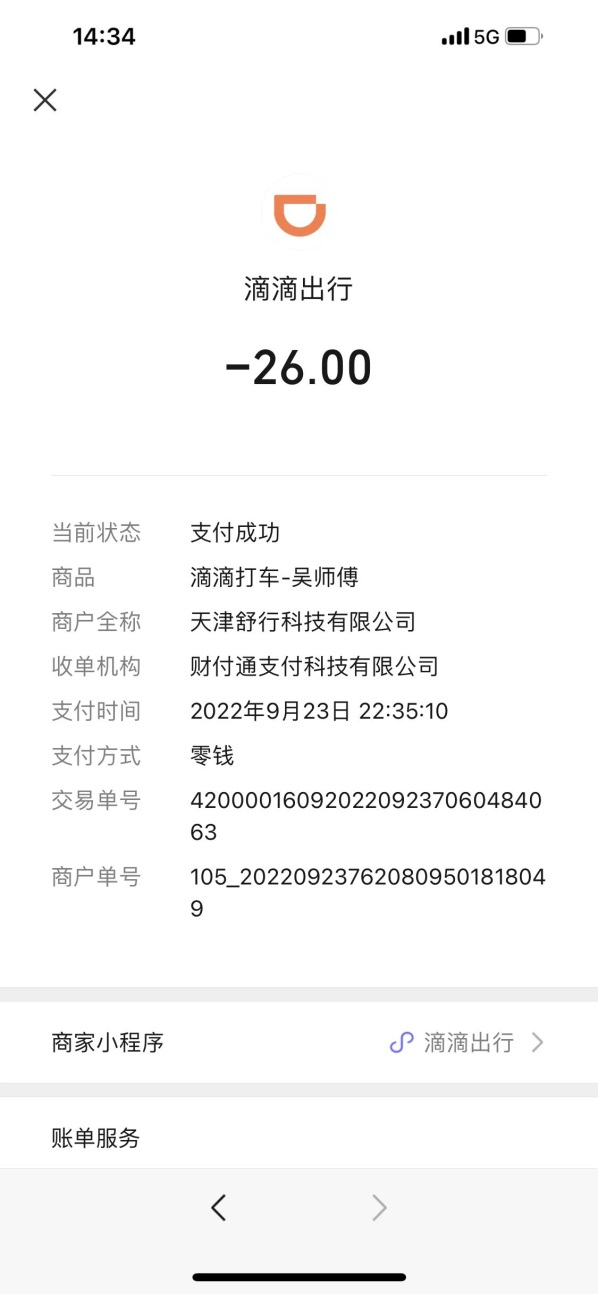 14:34 5G
滴滴出行
-26.00
当前状态 支付成功
商品 滴滴打车-吴师傅
商户全称 天津舒行科技有限公司
收单机构 财付通支付科技有限公司
支付时间 2022年9月23日 22:35:10
支付方式 零钱
交易单号 42000016092022092370604840
63
商户单号 105_20220923762080950181804
9
商家小程序 滴滴出行
账单服务